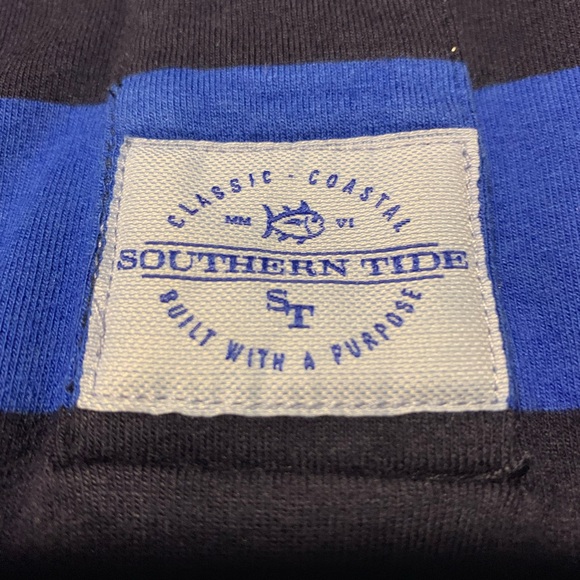 CLASSIC - COASTAL
MM VI
SOUTHERN TIDE
ST
BUILT WITH A PURPOSE